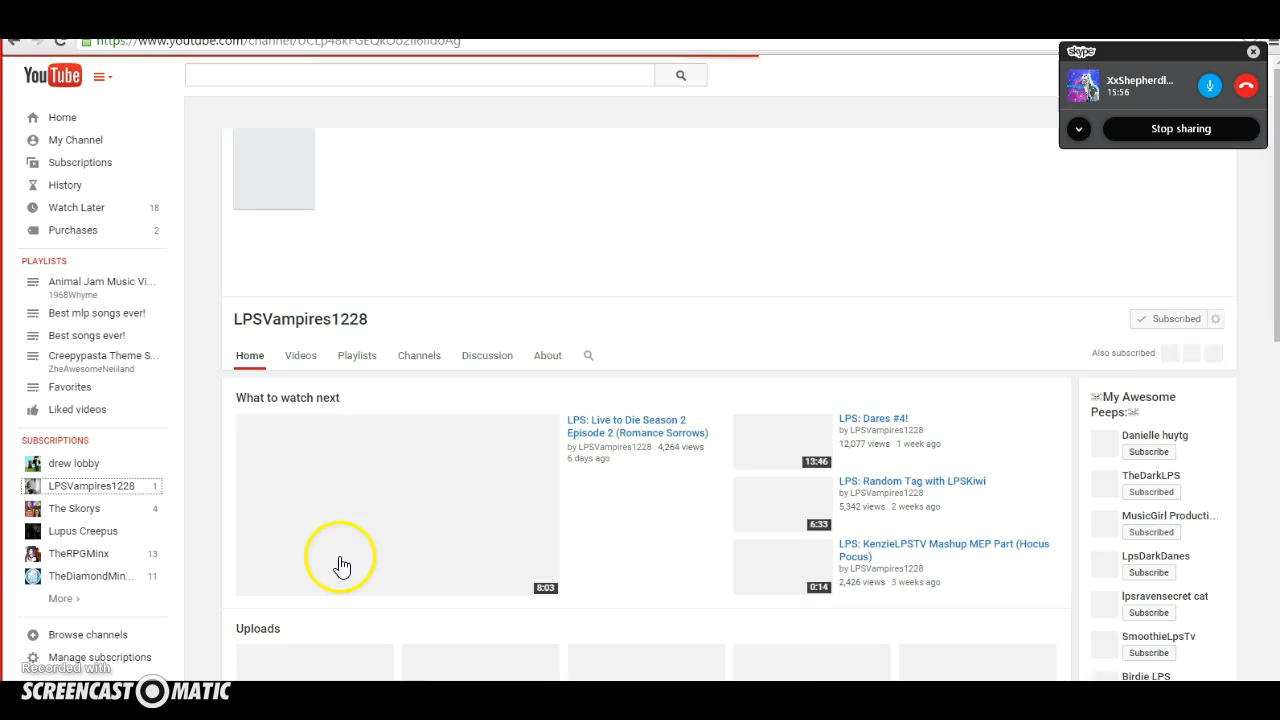 skype
XxShepherdl...
15:56
Stop sharing
YouTube
Home
My Channel
Subscriptions
History
Watch Later 18
Purchases 2
PLAYLISTS
Animal Jam Music Vi...
1968Whyme
Best mlp songs ever!
Best songs ever!
Creepypasta Theme S...
ZheAwesomeNeiiland
Favorites
Liked videos
SUBSCRIPTIONS
drew lobby
LPSVampires1228 1
The Skorys 4
Lupus Creepus
TheRPGMinx 13
TheDiamondMin... 11
More ›
Browse channels
Manage subscriptions
LPSVampires1228
Subscribed
Home Videos Playlists Channels Discussion About
Also subscribed
What to watch next
8:03
LPS: Live to Die Season 2
Episode 2 (Romance Sorrows)
by LPSVampires1228 4,264 views
6 days ago
13:46
LPS: Dares #4!
by LPSVampires1228
12,077 views 1 week ago
6:33
LPS: Random Tag with LPSKiwi
by LPSVampires1228
5,342 views 2 weeks ago
0:14
LPS: KenzieLPSTV Mashup MEP Part (Hocus
Pocus)
by LPSVampires1228
2,426 views 3 weeks ago
Uploads
☠My Awesome
Peeps:☠
Danielle huytg
Subscribe
TheDarkLPS
Subscribed
MusicGirl Producti...
Subscribed
LpsDarkDanes
Subscribe
lpsravensecret cat
Subscribe
SmoothieLpsTv
Subscribe
Birdie LPS
Recorded with
SCREENCAST-O-MATIC